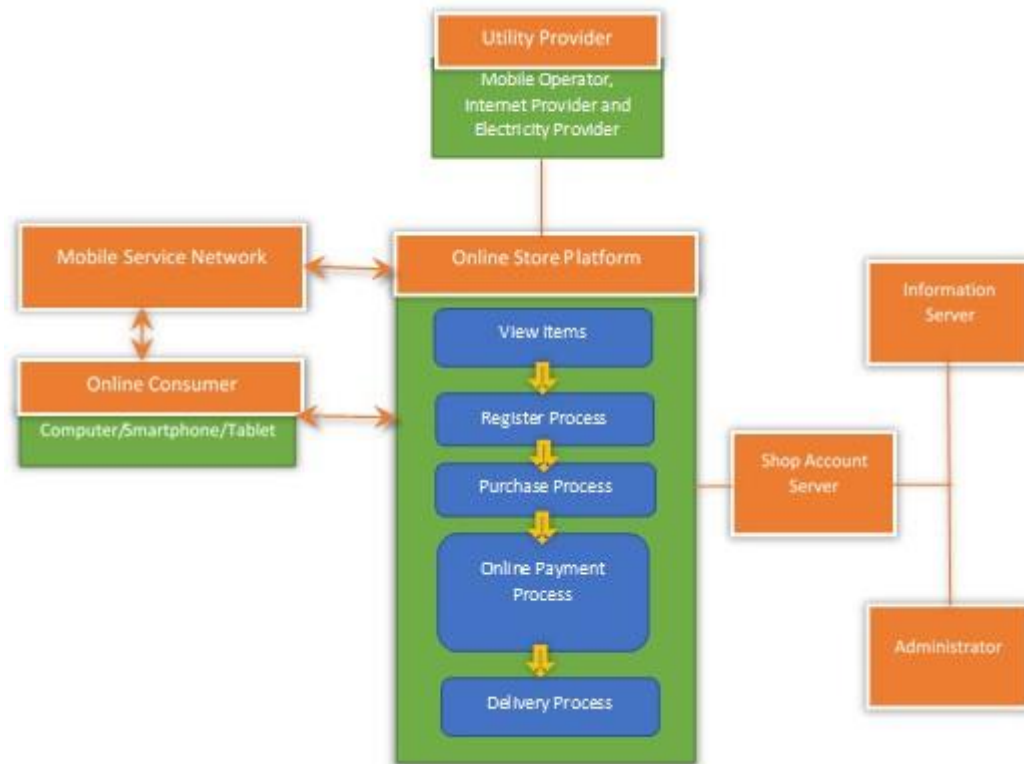 Utility Provider
Mobile Operator,
Internet Provider and
Electricity Provider
Mobile Service Network
Online Store Platform
Information
Server
View Items
Online Consumer
Computer/Smartphone/Tablet
Register Process
Shop Account
Server
Purchase Process
Online Payment
Process
Administrator
Delivery Process